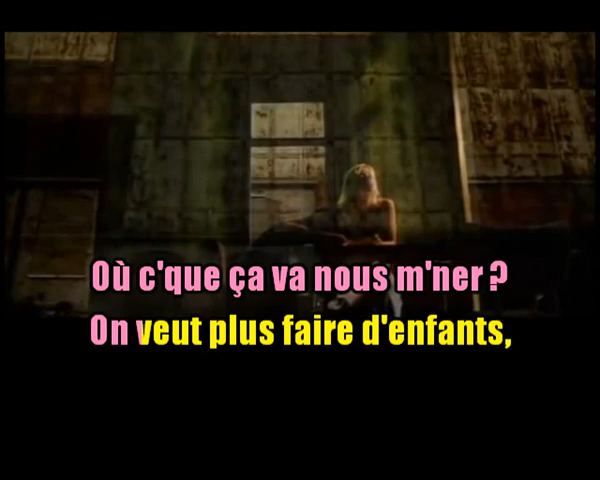 Où c'que ça va nous m'ner ?
On veut plus faire d'enfants,